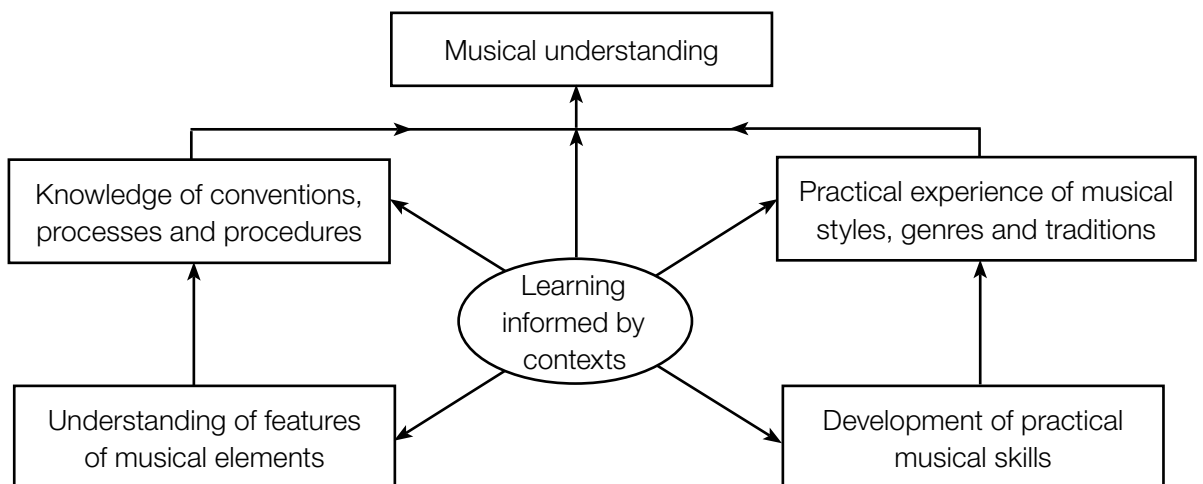 Musical understanding
Knowledge of conventions,
processes and procedures
Practical experience of musical
styles, genres and traditions
Learning
informed by
contexts
Understanding of features
of musical elements
Development of practical
musical skills